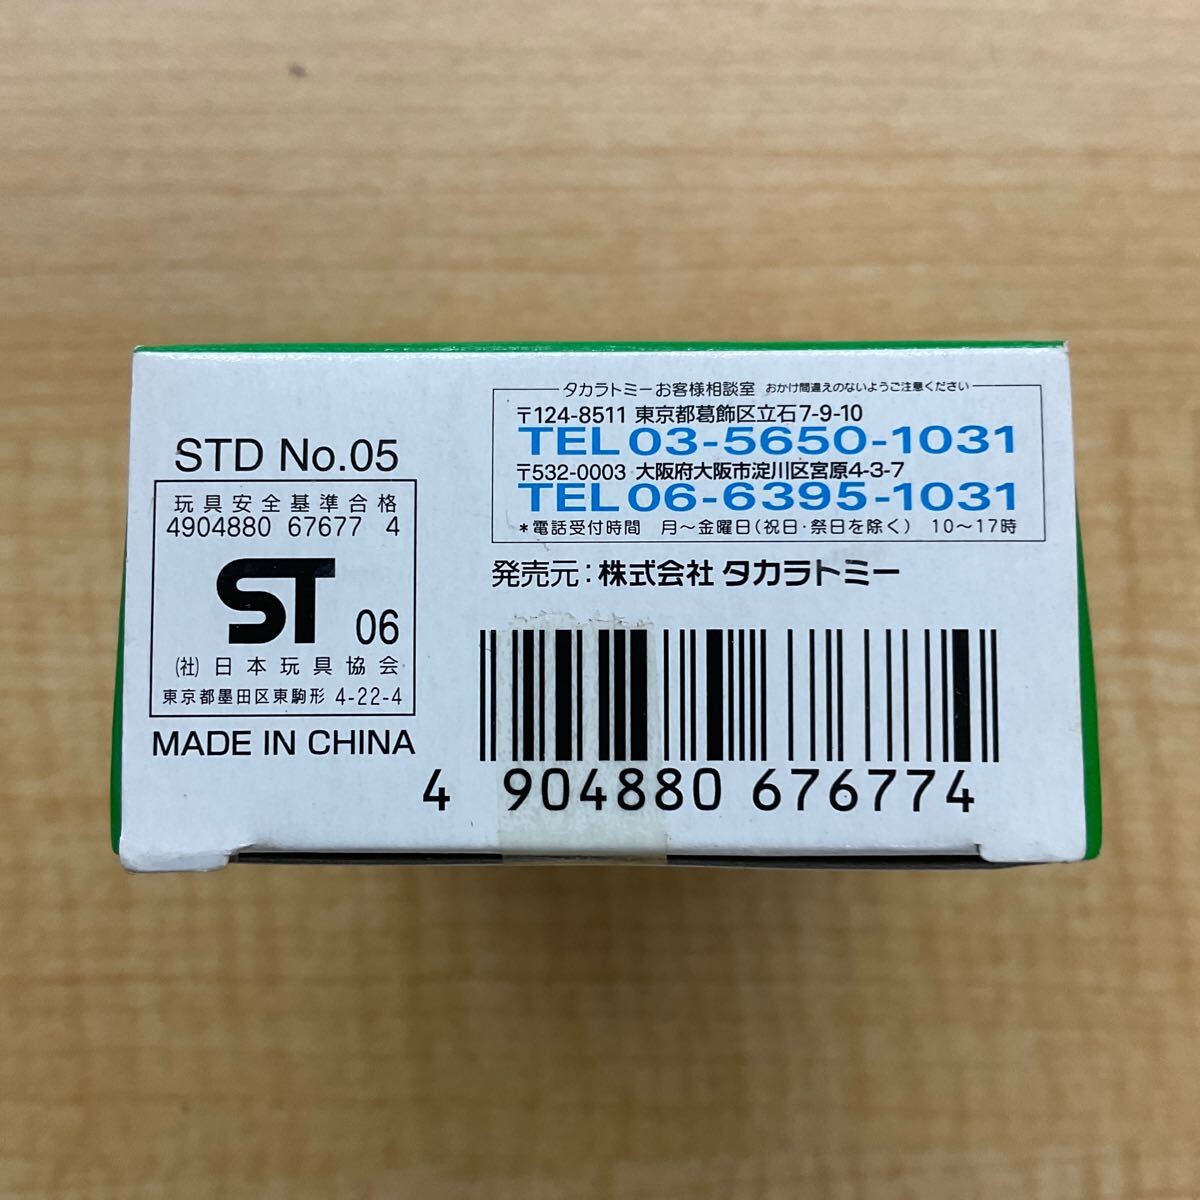 STD No.05
玩具安全基準合格
4904880 67677 4
ST 06
(社) 日本玩具協会
東京都墨田区東駒形 4-22-4
MADE IN CHINA
タカラトミーお客様相談室 おかけ間違えのないようご注意ください
〒124-8511 東京都葛飾区立石7-9-10
TEL 03-5650-1031
〒532-0003 大阪府大阪市淀川区宮原4-3-7
TEL 06-6395-1031
*電話受付時間 月～金曜日(祝日・祭日を除く) 10～17時
発売元:株式会社 タカラトミー
4 904880 676774